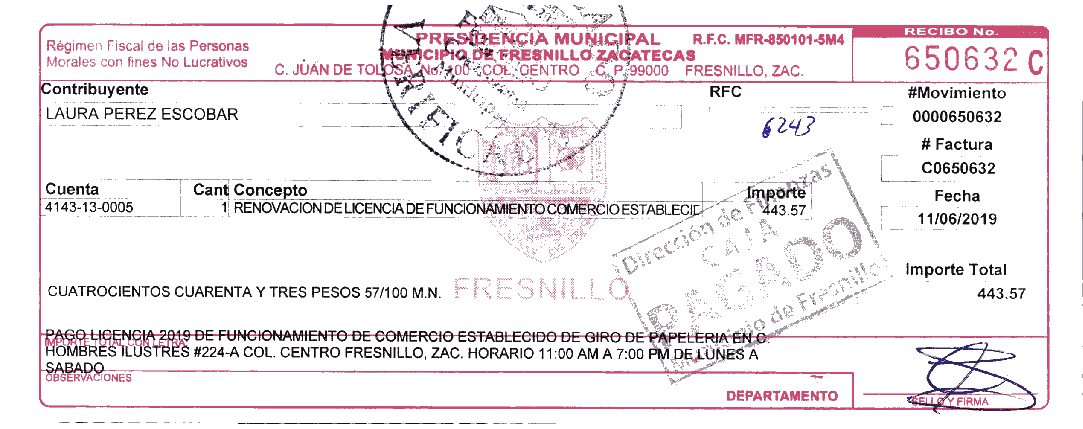 Régimen Fiscal de las Personas
Morales con fines No Lucrativos
PRESIDENCIA MUNICIPAL
MUNICIPIO DE FRESNILLO ZACATECAS
C. JUAN DE TOLOSA No. 100 COL. CENTRO C.P. 99000 FRESNILLO, ZAC.
R.F.C. MFR-850101-5M4
RECIBO No.
650632 C
Contribuyente
RFC
#Movimiento
LAURA PEREZ ESCOBAR
6243
0000650632
# Factura
C0650632
Cuenta Cant Concepto Importe
Fecha
4143-13-0005 1 RENOVACION DE LICENCIA DE FUNCIONAMIENTO COMERCIO ESTABLECID 443.57
11/06/2019
Dirección de Finanzas
CAJA
PAGADO
Municipio de Fresnillo
VERIFICA
Importe Total
443.57
CUATROCIENTOS CUARENTA Y TRES PESOS 57/100 M.N.
FRESNILLO
PAGO LICENCIA 2019 DE FUNCIONAMIENTO DE COMERCIO ESTABLECIDO DE GIRO DE PAPELERIA EN C.
IMPORTE TOTAL CON LETRA
HOMBRES ILUSTRES #224-A COL. CENTRO FRESNILLO, ZAC. HORARIO 11:00 AM A 7:00 PM DE LUNES A
SABADO
OBSERVACIONES
DEPARTAMENTO
SELLO Y FIRMA